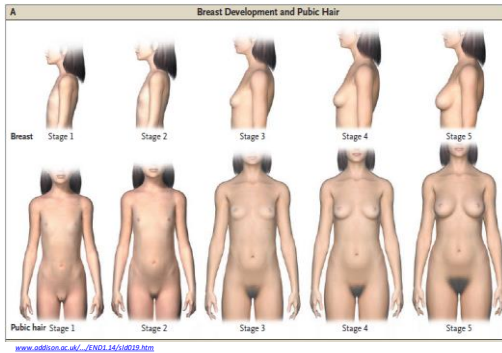 A Breast Development and Pubic Hair
Breast Stage 1 Stage 2 Stage 3 Stage 4 Stage 5
Pubic hair Stage 1 Stage 2 Stage 3 Stage 4 Stage 5
www.addison.ac.uk/.../END1.14/sld019.htm